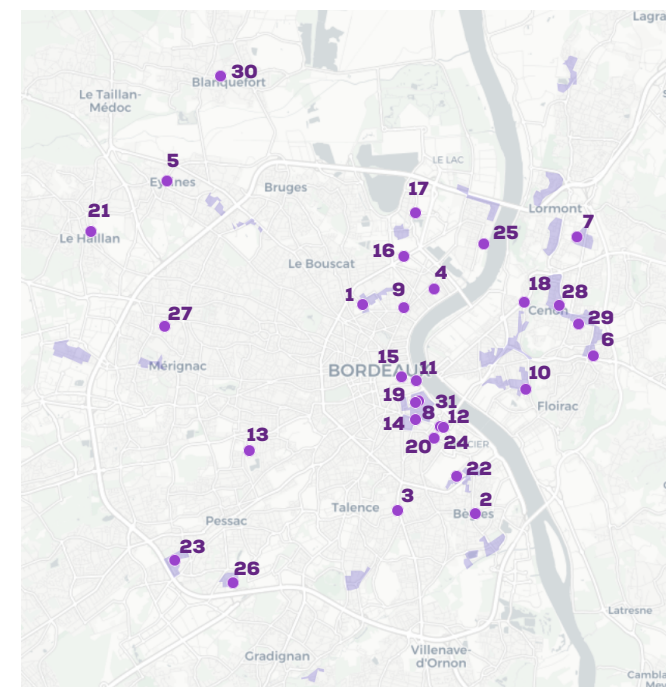 Lagra
30
Blanquefort
Le Taillan-
Médoc
LE LAC
5
Eysines
Bruges
17
Lormont
7
21
Le Haillan
25
16
Le Bouscat
4
18
28
1
9
Cenon
29
27
6
Mérignac
15
11
BORDEAUX
10
19
31
Floirac
8
12
14
20
24
CIER
13
22
3
2
Talence
Bègles
Pessac
23
26
Latresne
Villenave-
d'Ornon
Gradignan
Cambla